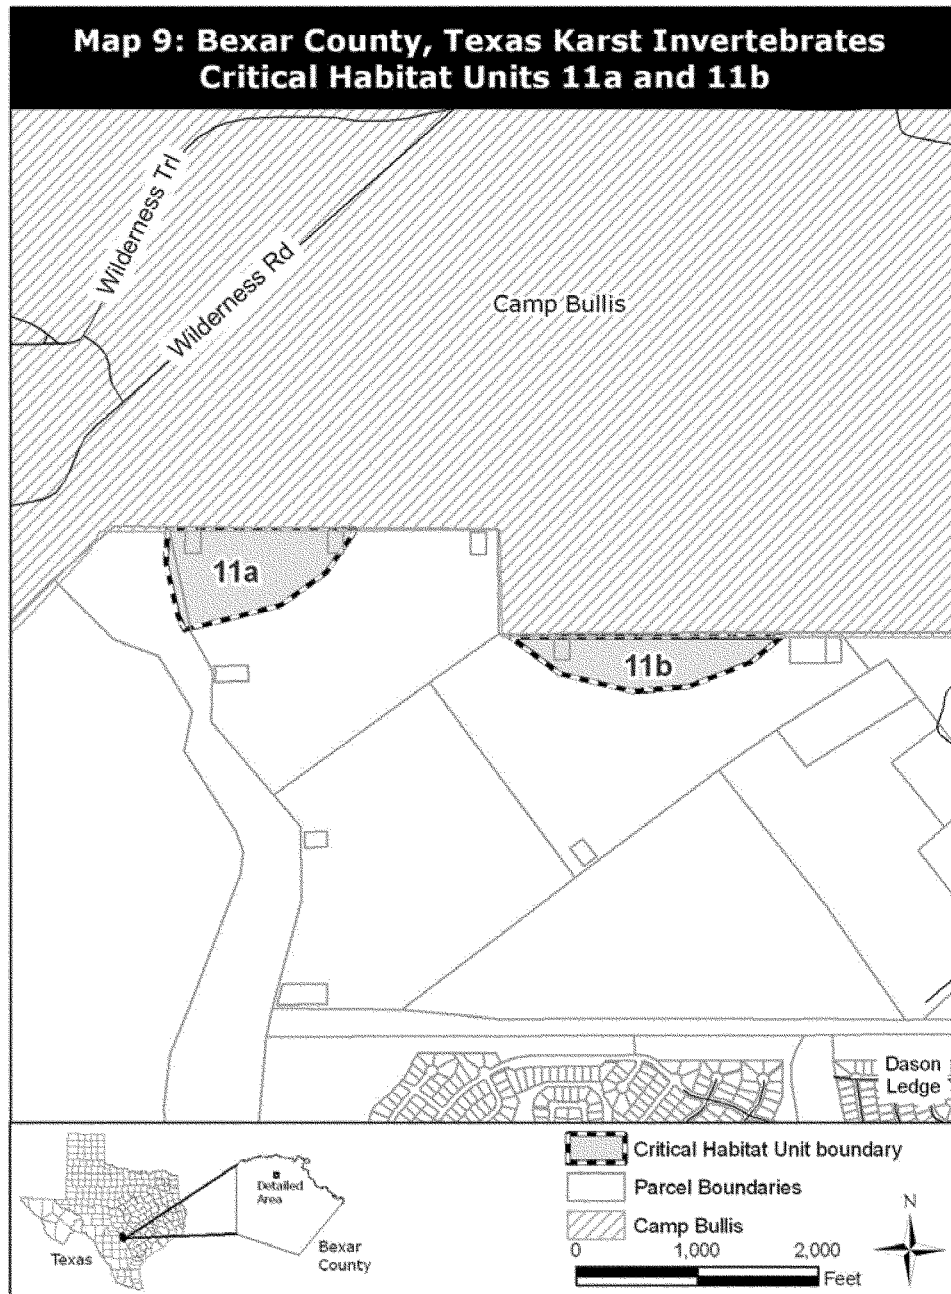 Map 9: Bexar County, Texas Karst Invertebrates
Critical Habitat Units 11a and 11b
Wilderness Trl
Wilderness Rd
Camp Bullis
11a
11b
Dason
Ledge
Critical Habitat Unit boundary
Parcel Boundaries
Camp Bullis
0 1,000 2,000
Feet
N
Detailed
Area
Texas
Bexar
County